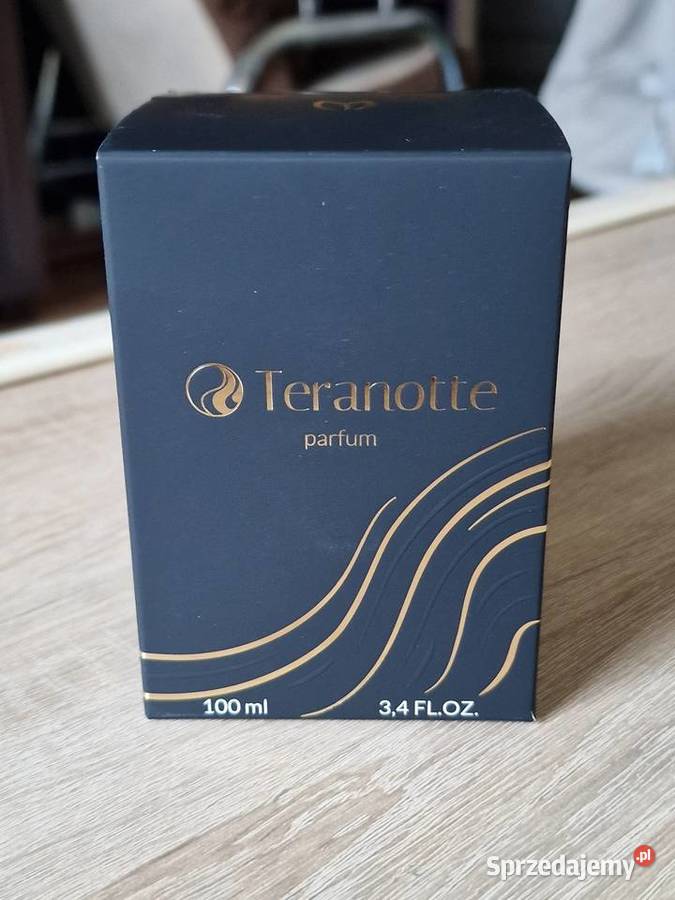 Teranotte
parfum
100 ml 3,4 FL.OZ.
Sprzedajemy.pl